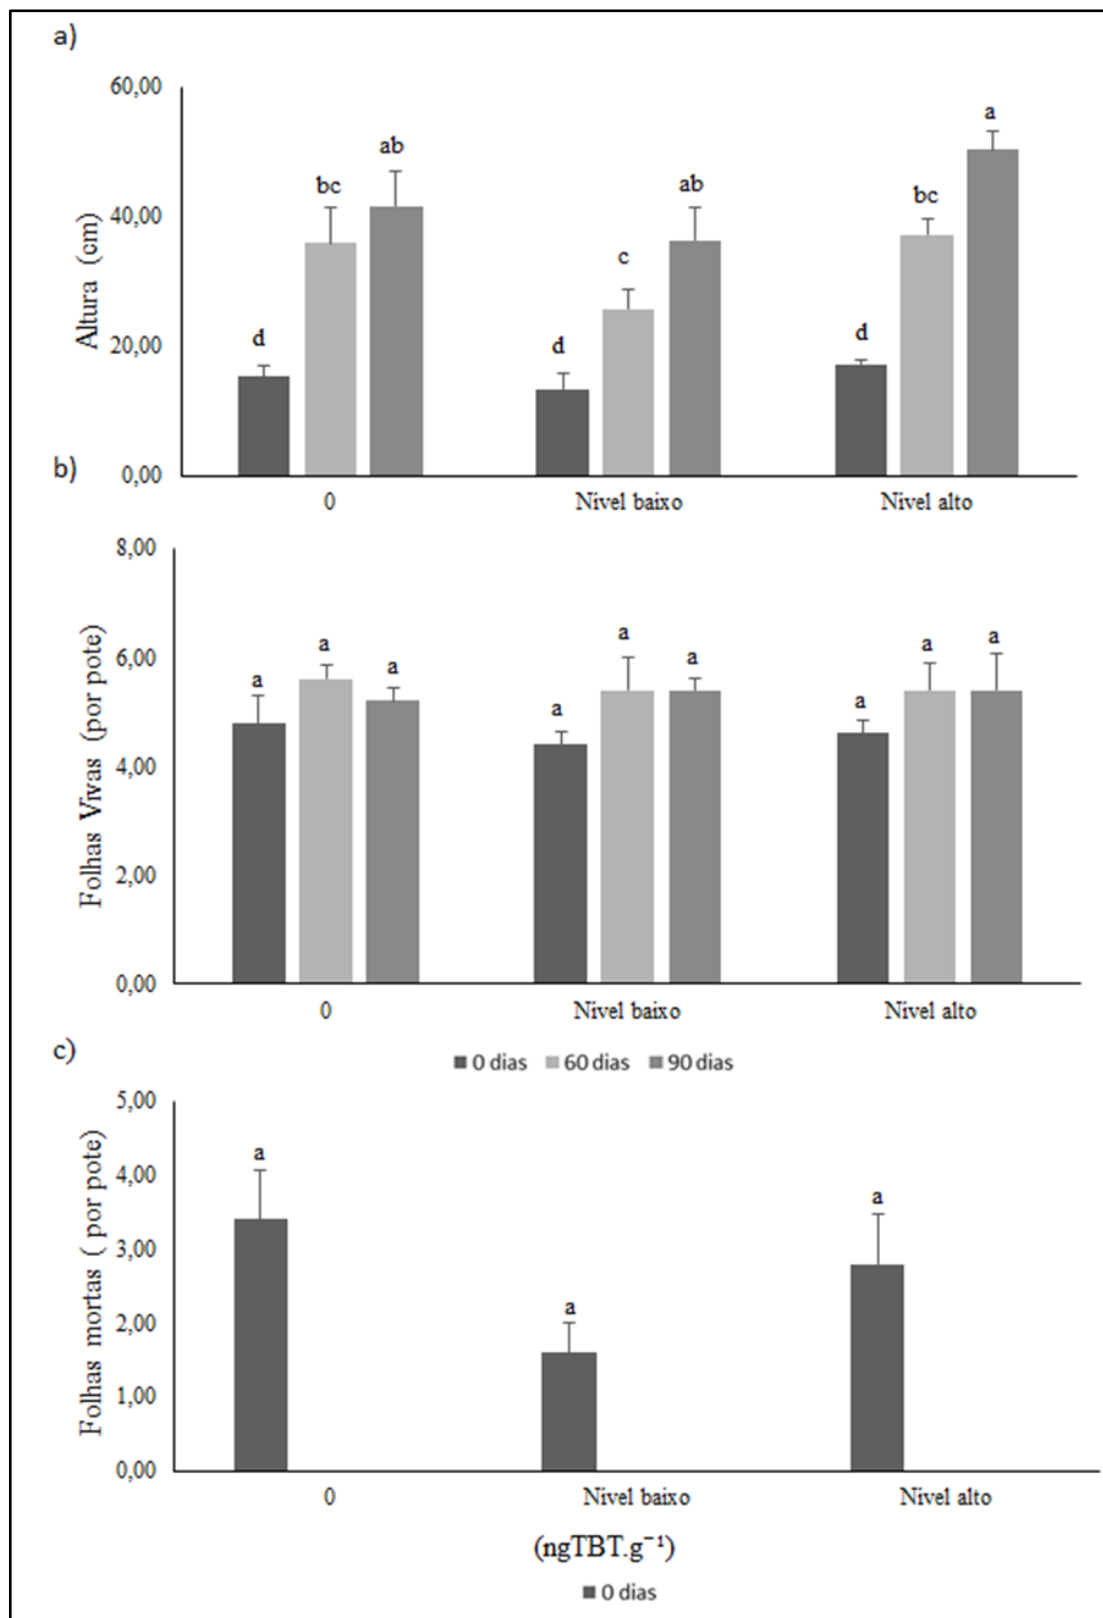 a)
60,00
40,00
20,00
0,00
Altura (cm)
d
bc
ab
d
c
ab
d
bc
a
0
Nivel baixo
Nivel alto
b)
8,00
6,00
4,00
2,00
0,00
Folhas Vivas (por pote)
a
a
a
a
a
a
a
a
a
0
Nivel baixo
Nivel alto
0 dias 60 dias 90 dias
c)
5,00
4,00
3,00
2,00
1,00
0,00
Folhas mortas ( por pote)
a
a
a
0
Nivel baixo
Nivel alto
(ngTBT.g⁻¹)
0 dias